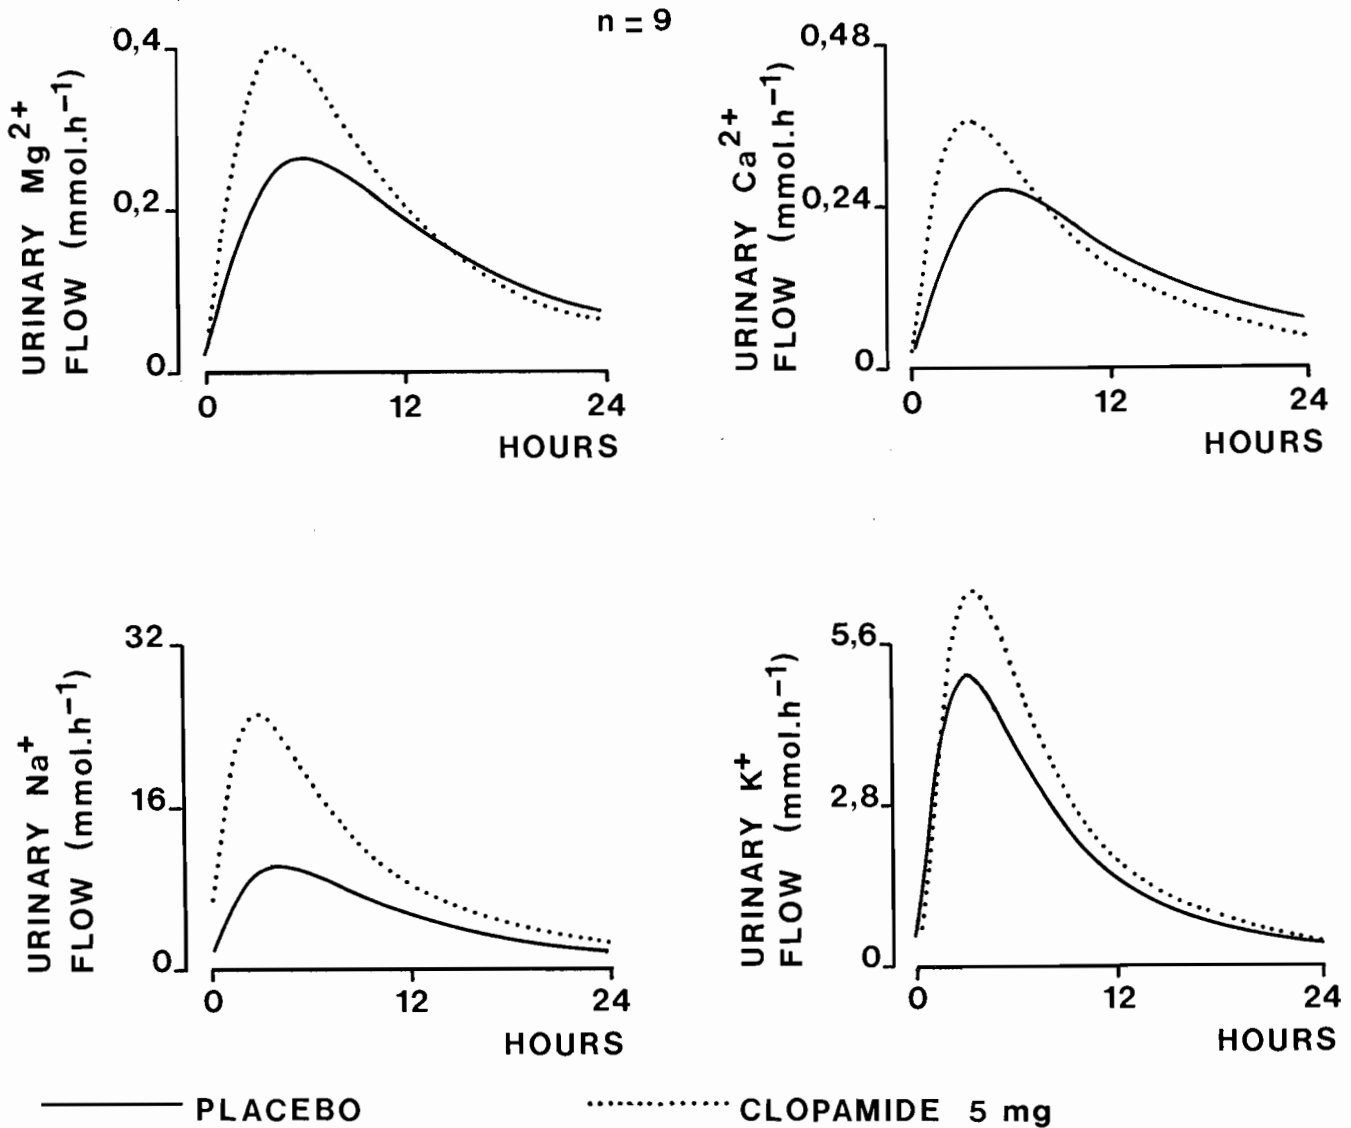 n = 9
URINARY Mg2+
FLOW (mmol.h−1)
0,4
0,2
0
0 12 24
HOURS
URINARY Ca2+
FLOW (mmol.h−1)
0,48
0,24
0
0 12 24
HOURS
URINARY Na+
FLOW (mmol.h−1)
32
16
0
0 12 24
HOURS
URINARY K+
FLOW (mmol.h−1)
5,6
2,8
0
0 12 24
HOURS
PLACEBO
CLOPAMIDE 5 mg